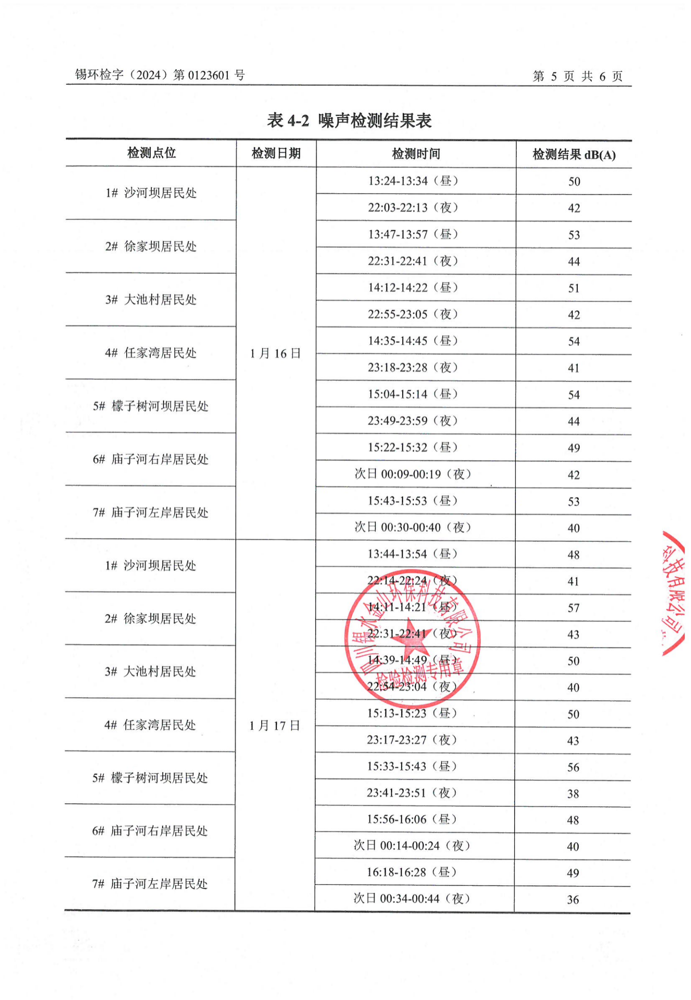 锡环检字（2024）第 0123601 号
第 5 页 共 6 页
表 4-2 噪声检测结果表
检测点位 检测日期 检测时间 检测结果 dB(A)
1# 沙河坝居民处 1 月 16 日 13:24-13:34（昼） 50
22:03-22:13（夜） 42
2# 徐家坝居民处 13:47-13:57（昼） 53
22:31-22:41（夜） 44
3# 大池村居民处 14:12-14:22（昼） 51
22:55-23:05（夜） 42
4# 任家湾居民处 14:35-14:45（昼） 54
23:18-23:28（夜） 41
5# 檬子树河坝居民处 15:04-15:14（昼） 54
23:49-23:59（夜） 44
6# 庙子河右岸居民处 15:22-15:32（昼） 49
次日 00:09-00:19（夜） 42
7# 庙子河左岸居民处 15:43-15:53（昼） 53
次日 00:30-00:40（夜） 40
1# 沙河坝居民处 1 月 17 日 13:44-13:54（昼） 48
22:14-22:24（夜） 41
2# 徐家坝居民处 14:11-14:21（昼） 57
22:31-22:41（夜） 43
3# 大池村居民处 14:39-14:49（昼） 50
22:54-23:04（夜） 40
4# 任家湾居民处 15:13-15:23（昼） 50
23:17-23:27（夜） 43
5# 檬子树河坝居民处 15:33-15:43（昼） 56
23:41-23:51（夜） 38
6# 庙子河右岸居民处 15:56-16:06（昼） 48
次日 00:14-00:24（夜） 40
7# 庙子河左岸居民处 16:18-16:28（昼） 49
次日 00:34-00:44（夜） 36
四川锡水金山环保科技有限公司
检验检测专用章
科技有限公司